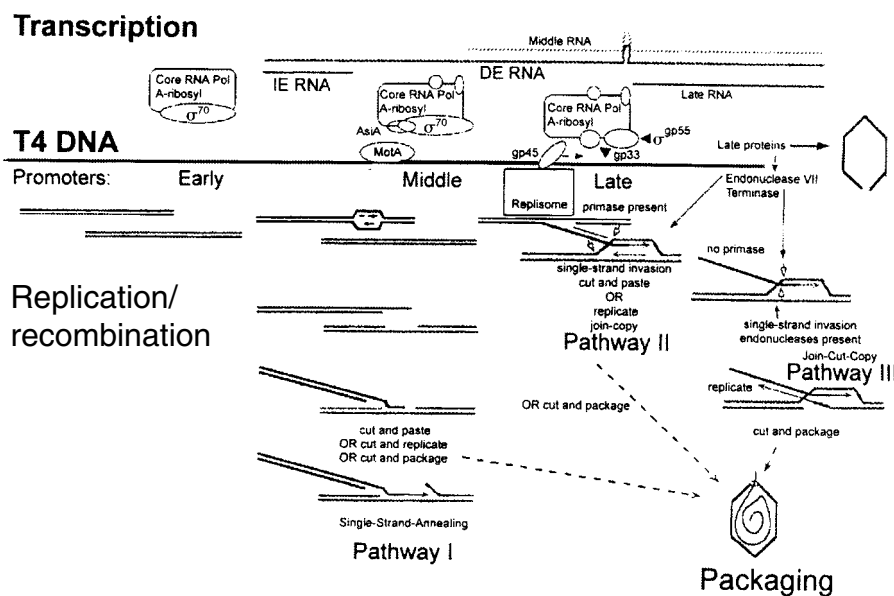 Transcription
Middle RNA
IE RNA
DE RNA
Core RNA Pol
A-ribosyl
σ70
Core RNA Pol
A-ribosyl
σ70
AsiA
MotA
Core RNA Pol
A-ribosyl
Late RNA
σgp55
gp33
gp45
T4 DNA
Late proteins
Promoters:
Early
Middle
Late
Endonuclease VII
Terminase
Replisome
primase present
no primase
single-strand invasion
cut and paste
OR
replicate
join-copy
Pathway II
Replication/
recombination
single-strand invasion
endonucleases present
Join-Cut-Copy
Pathway III
replicate
OR cut and package
cut and paste
OR cut and replicate
OR cut and package
cut and package
Single-Strand-Annealing
Pathway I
Packaging